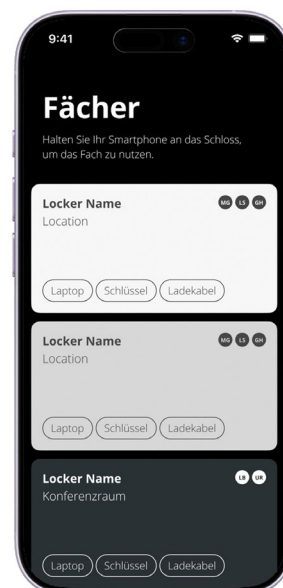 9:41
Fächer
Halten Sie Ihr Smartphone an das Schloss,
um das Fach zu nutzen.
Locker Name MG LS GH
Location
Laptop Schlüssel Ladekabel
Locker Name MG LS GH
Location
Laptop Schlüssel Ladekabel
Locker Name LB UR
Konferenzraum
Laptop Schlüssel Ladekabel